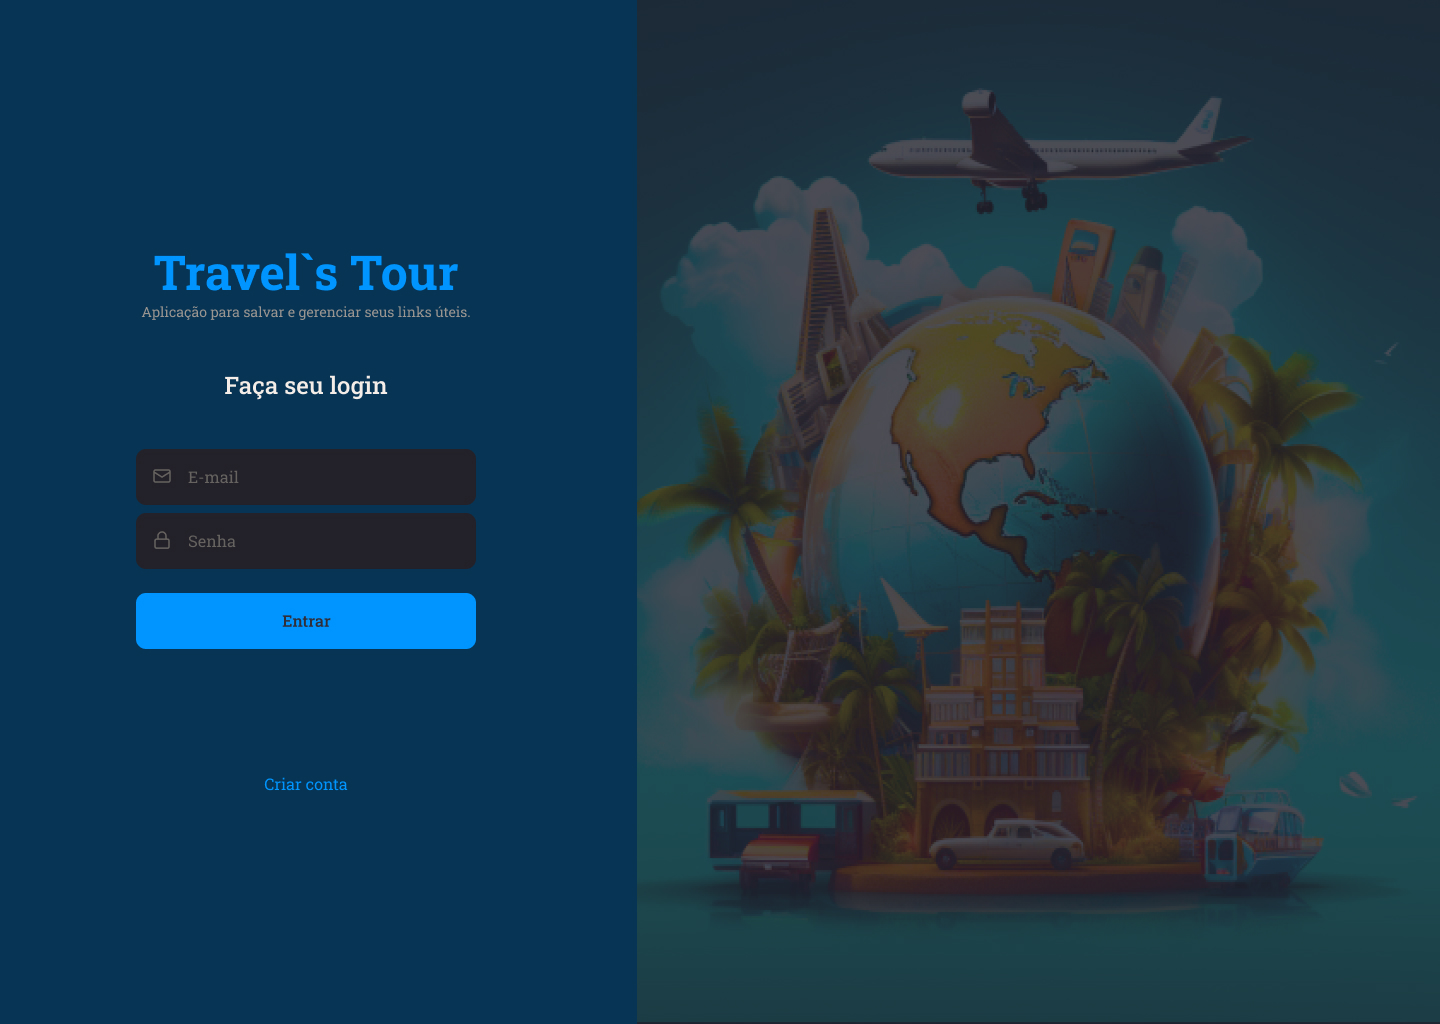 Travel`s Tour
Aplicação para salvar e gerenciar seus links úteis.
Faça seu login
E-mail
Senha
Entrar
Criar conta